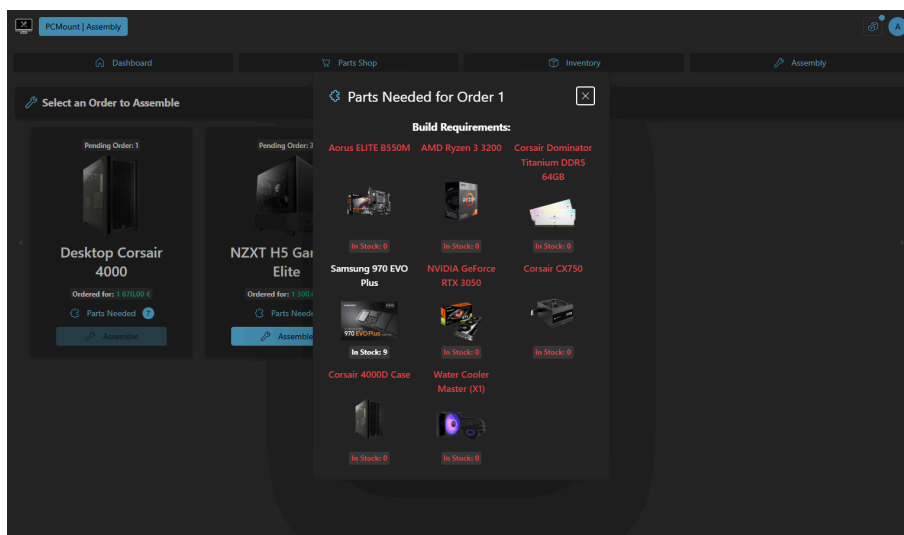 PCMount | Assembly
A
Dashboard
Parts Shop
Inventory
Assembly
Select an Order to Assemble
Pending Order: 1
Desktop Corsair
4000
Ordered for: 1 870,00 €
Parts Needed 7
Assemble
Pending Order: 3
NZXT H5 Ga
Elite
Ordered for: 1 300,
Parts Neede
Assemble
Parts Needed for Order 1
Build Requirements:
Aorus ELITE B550M
In Stock: 0
AMD Ryzen 3 3200
RYZEN
In Stock: 0
Corsair Dominator
Titanium DDR5
64GB
In Stock: 0
Samsung 970 EVO
Plus
970 EVO Plus
In Stock: 9
NVIDIA GeForce
RTX 3050
In Stock: 0
Corsair CX750
In Stock: 0
Corsair 4000D Case
In Stock: 0
Water Cooler
Master (X1)
In Stock: 0